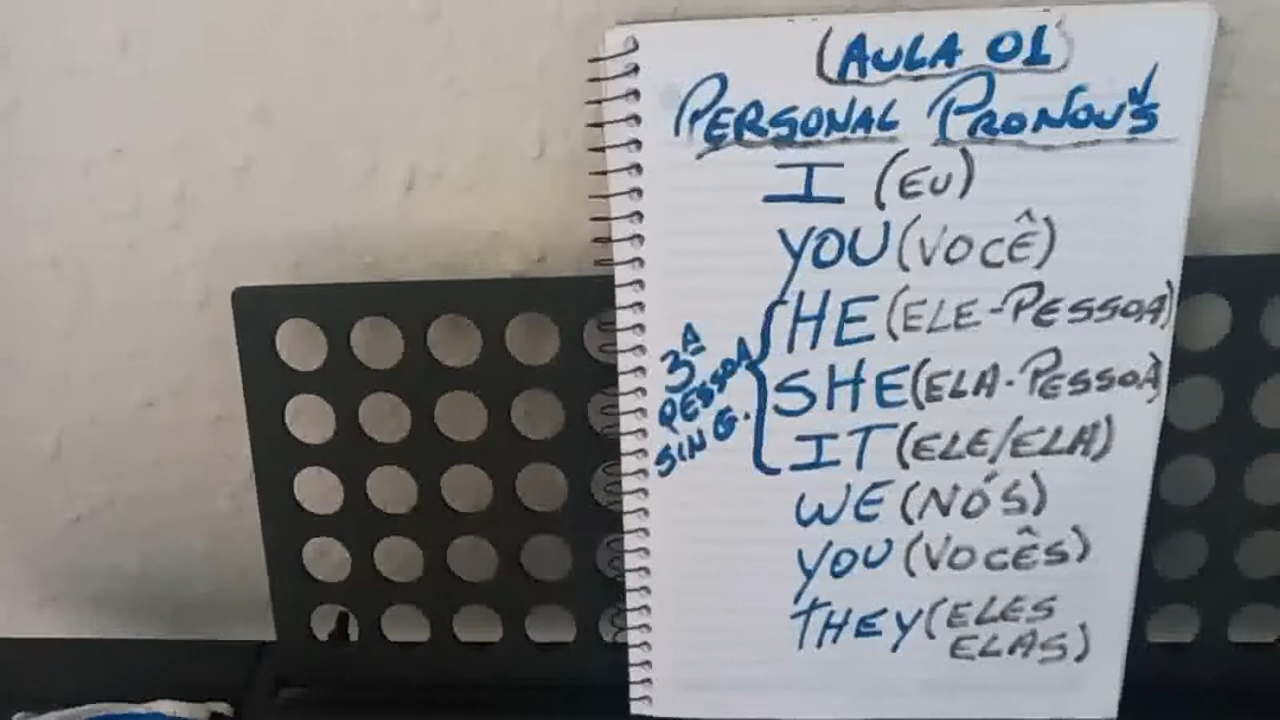 (AULA 01)
PERSONAL PRONOUNS
I (EU)
YOU (VOCÊ)
HE (ELE-PESSOA)
SHE (ELA-PESSOA)
IT (ELE/ELA)
3ª
PESSOA
SING.
WE (NÓS)
YOU (VOCÊS)
THEY (ELES
ELAS)